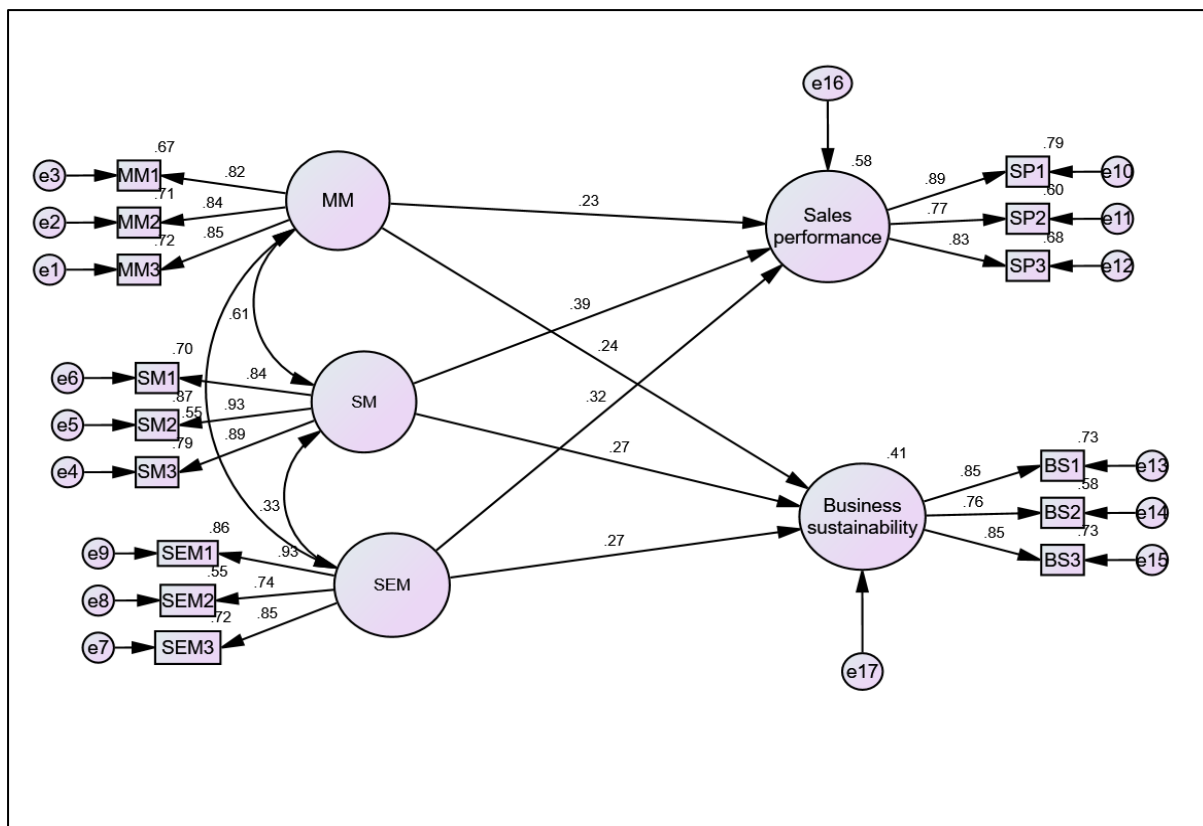 e16
.67
.58
.79
e3
MM1
.82
MM
.89
SP1
e10
.71
.60
e2
MM2
.84
.23
Sales
performance
.77
SP2
e11
.72
.85
.83
.68
e1
MM3
SP3
e12
.61
.39
.70
.24
e6
SM1
.84
SM
.32
.87
.93
e5
SM2
.55
.79
.89
.27
e4
SM3
.41
.73
.85
BS1
e13
.33
.58
Business
sustainability
.76
BS2
e14
.86
.27
.73
e9
SEM1
.93
.85
BS3
e15
.55
.74
SEM
e8
SEM2
.72
.85
e7
SEM3
e17